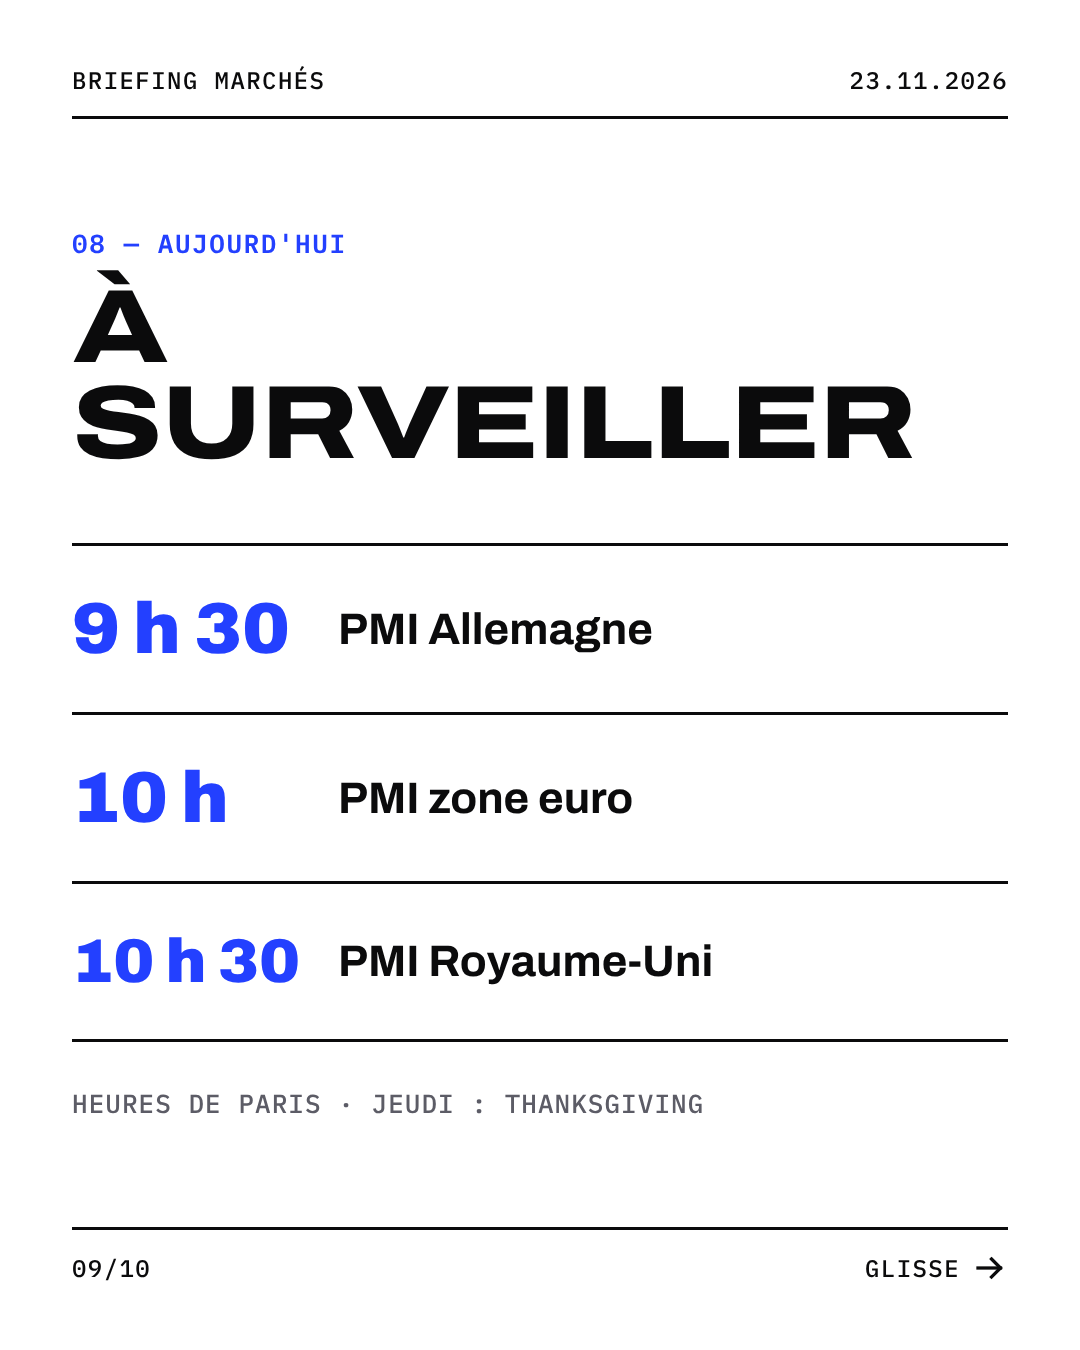 BRIEFING MARCHÉS 23.11.2026
08 — AUJOURD'HUI
À
SURVEILLER
9 h 30 PMI Allemagne
10 h PMI zone euro
10 h 30 PMI Royaume-Uni
HEURES DE PARIS · JEUDI : THANKSGIVING
09/10 GLISSE →